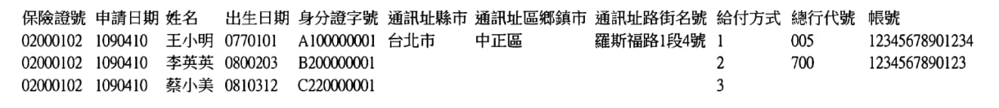 保險證號 申請日期 姓名 出生日期 身分證字號 通訊址縣市 通訊址區鄉鎮市 通訊址路街名號 給付方式 總行代號 帳號
02000102 1090410 王小明 0770101 A100000001 台北市 中正區 羅斯福路1段4號 1 005 12345678901234
02000102 1090410 李英英 0800203 B200000001 2 700 1234567890123
02000102 1090410 蔡小美 0810312 C220000001 3